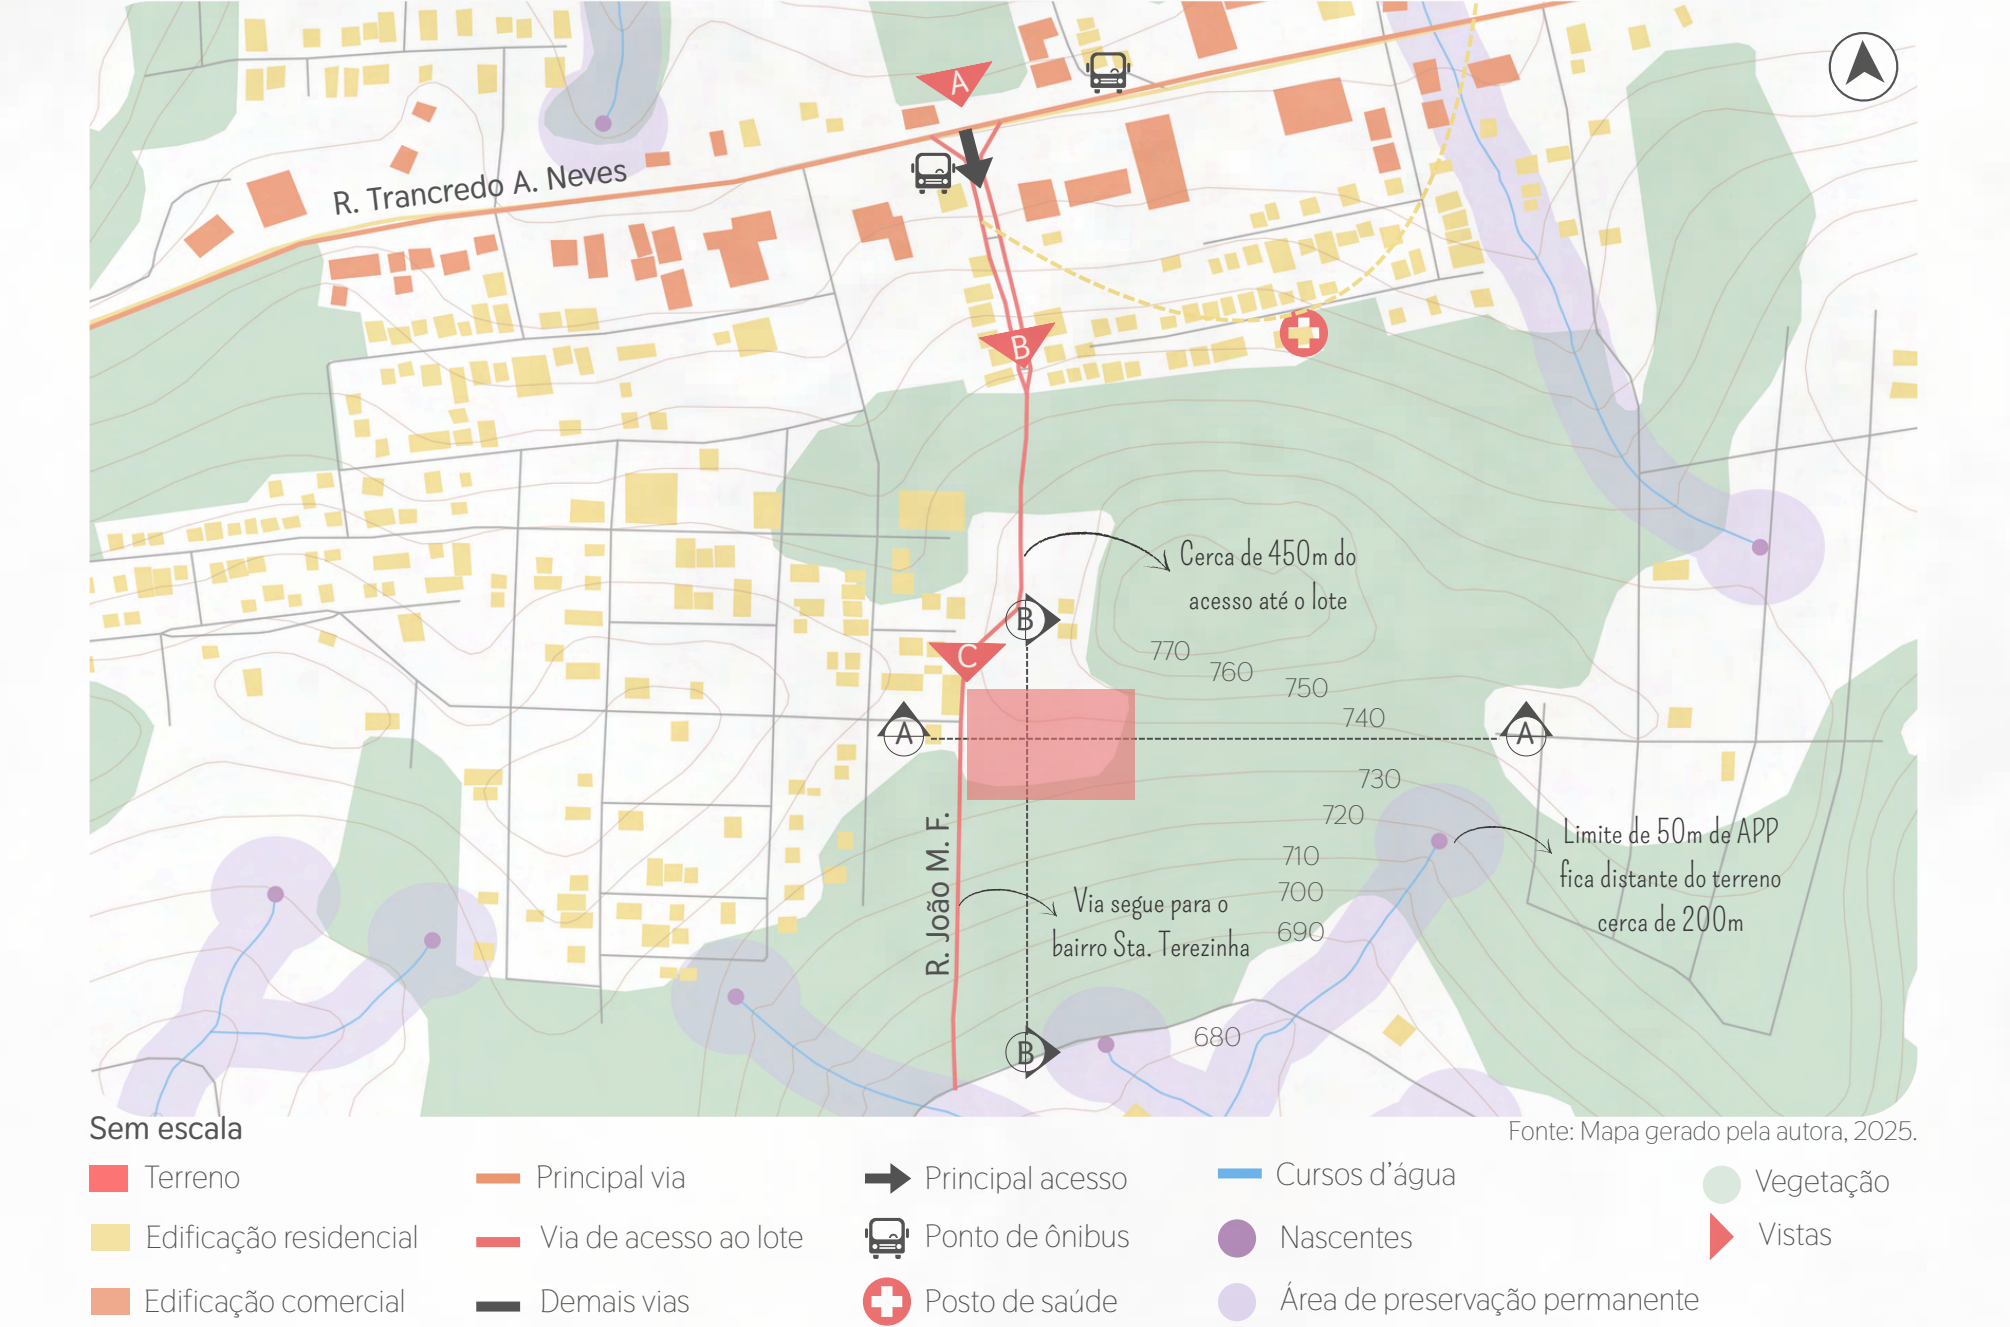 A
R. Trancredo A. Neves
B
Cerca de 450m do
acesso até o lote
B
C
770
760
750
740
A
A
730
720
710
700
690
Limite de 50m de APP
fica distante do terreno
cerca de 200m
R. João M. F.
Via segue para o
bairro Sta. Terezinha
680
B
Sem escala
Fonte: Mapa gerado pela autora, 2025.
Terreno
Principal via
Principal acesso
Cursos d'água
Vegetação
Edificação residencial
Via de acesso ao lote
Ponto de ônibus
Nascentes
Vistas
Edificação comercial
Demais vias
Posto de saúde
Área de preservação permanente